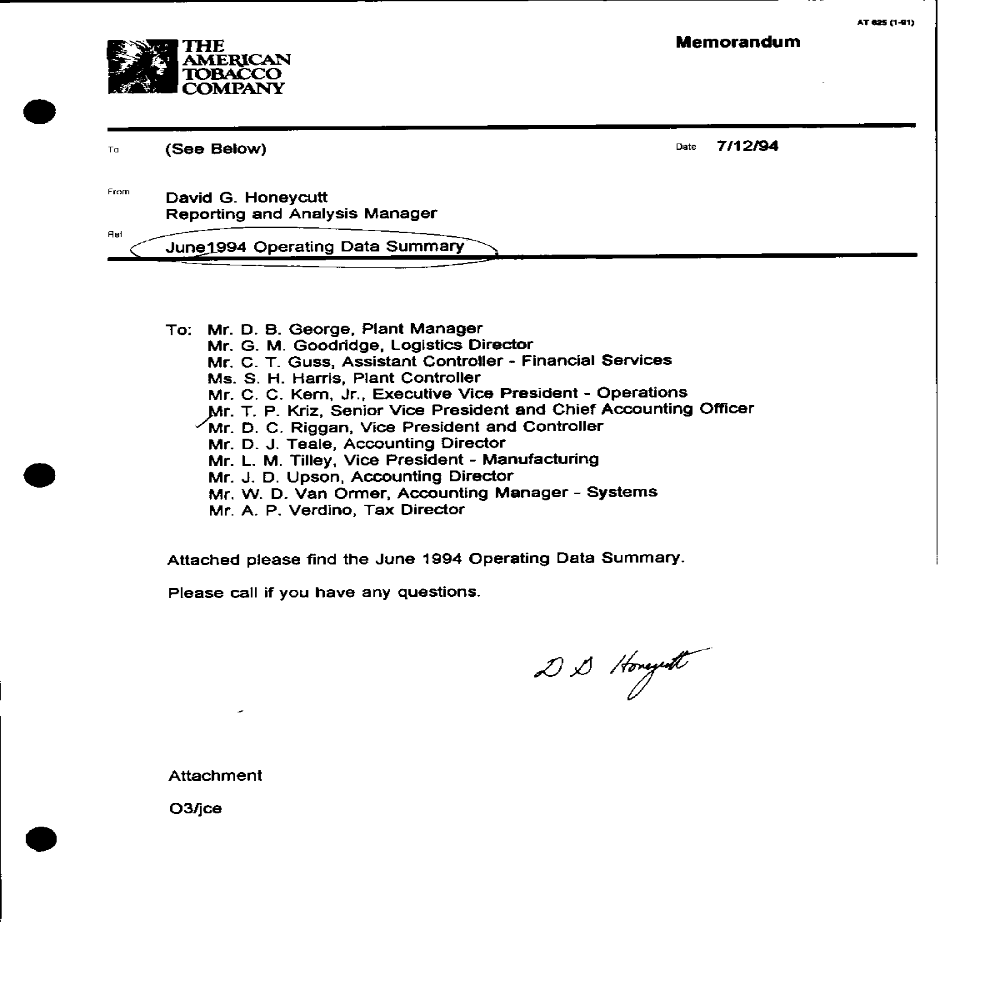 AT 625 (1-91)
THE
AMERICAN
TOBACCO
COMPANY
Memorandum
To (See Below)
Date 7/12/94
From David G. Honeycutt
Reporting and Analysis Manager
Ref June1994 Operating Data Summary
To: Mr. D. B. George, Plant Manager
Mr. G. M. Goodridge, Logistics Director
Mr. C. T. Guss, Assistant Controller - Financial Services
Ms. S. H. Harris, Plant Controller
Mr. C. C. Kern, Jr., Executive Vice President - Operations
Mr. T. P. Kriz, Senior Vice President and Chief Accounting Officer
Mr. D. C. Riggan, Vice President and Controller
Mr. D. J. Teale, Accounting Director
Mr. L. M. Tilley, Vice President - Manufacturing
Mr. J. D. Upson, Accounting Director
Mr. W. D. Van Ormer, Accounting Manager - Systems
Mr. A. P. Verdino, Tax Director
Attached please find the June 1994 Operating Data Summary.
Please call if you have any questions.
D G Honeycutt
Attachment
O3/jce